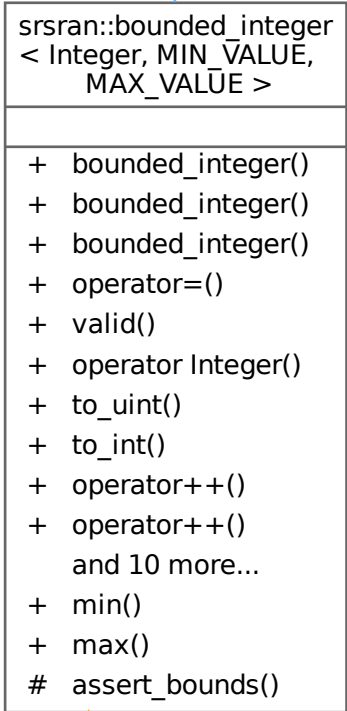 srsran::bounded_integer
< Integer, MIN_VALUE,
MAX_VALUE >
+ bounded_integer()
+ bounded_integer()
+ bounded_integer()
+ operator=()
+ valid()
+ operator Integer()
+ to_uint()
+ to_int()
+ operator++()
+ operator++()
and 10 more...
+ min()
+ max()
# assert_bounds()